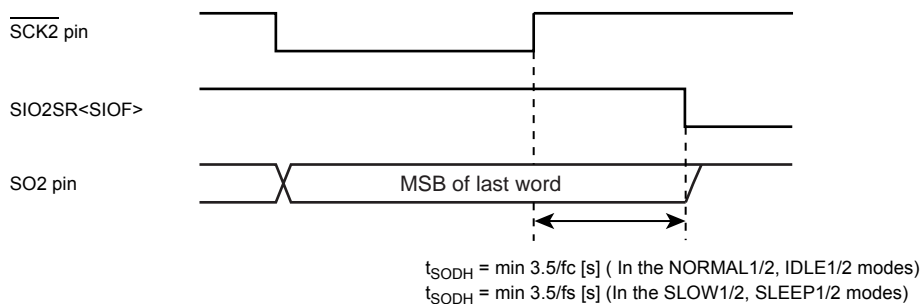 SCK2 pin
SIO2SR<SIOF>
SO2 pin
MSB of last word
tSODH = min 3.5/fc [s] ( In the NORMAL1/2, IDLE1/2 modes)
tSODH = min 3.5/fs [s] (In the SLOW1/2, SLEEP1/2 modes)